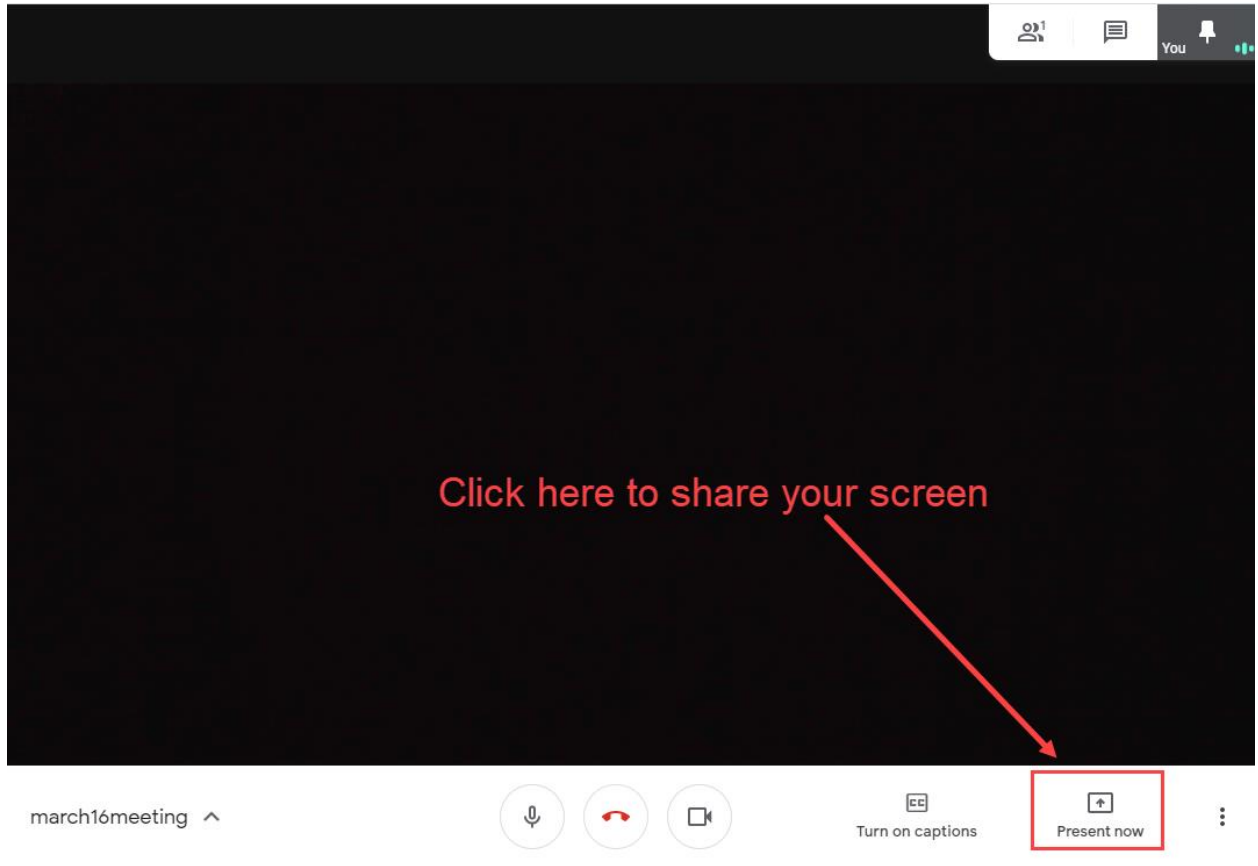 1
You
Click here to share your screen
march16meeting
CC
Turn on captions
Present now